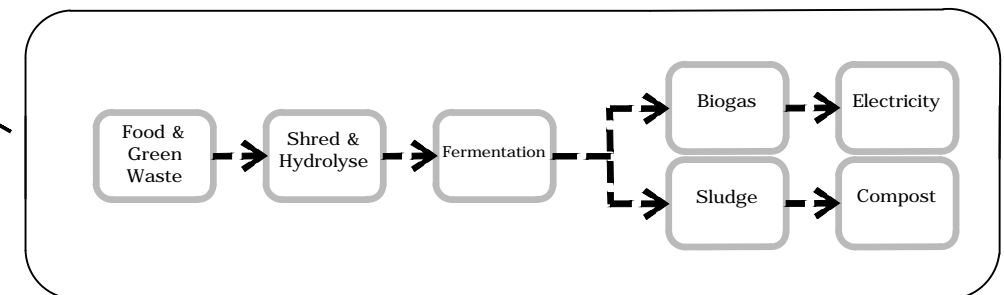 Food &
Green
Waste
Shred &
Hydrolyse
Fermentation
Biogas
Electricity
Sludge
Compost